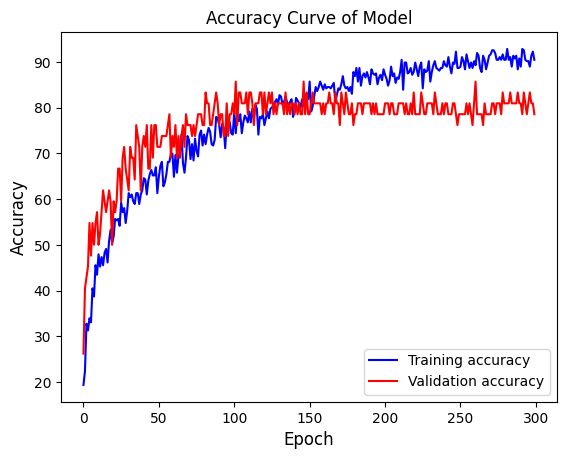 Accuracy Curve of Model
90
80
70
60
50
40
30
20
Accuracy
0 50 100 150 200 250 300
Epoch
Training accuracy
Validation accuracy